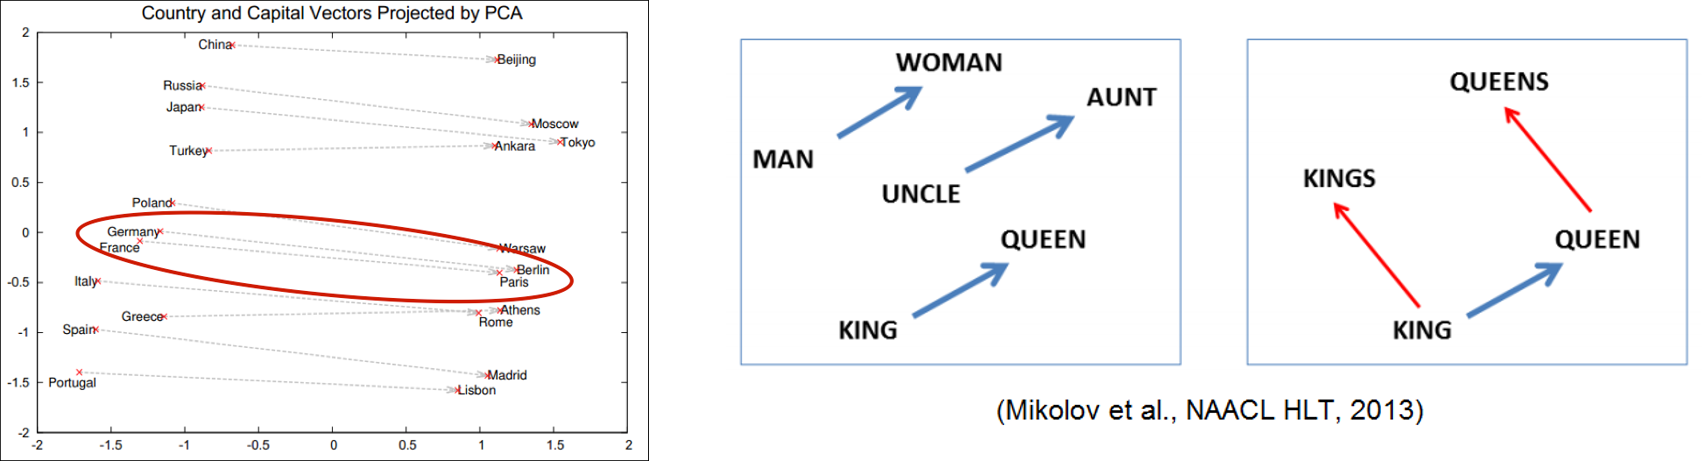 Country and Capital Vectors Projected by PCA
2
1.5
1
0.5
0
-0.5
-1
-1.5
-2
-2
-1.5
-1
-0.5
0
0.5
1
1.5
2
China
Beijing
Russia
Japan
Moscow
Tokyo
Turkey
Ankara
Poland
Germany
France
Warsaw
Berlin
Paris
Italy
Greece
Athens
Rome
Spain
Madrid
Portugal
Lisbon
WOMAN
AUNT
MAN
UNCLE
QUEEN
KING
QUEENS
KINGS
QUEEN
KING
(Mikolov et al., NAACL HLT, 2013)